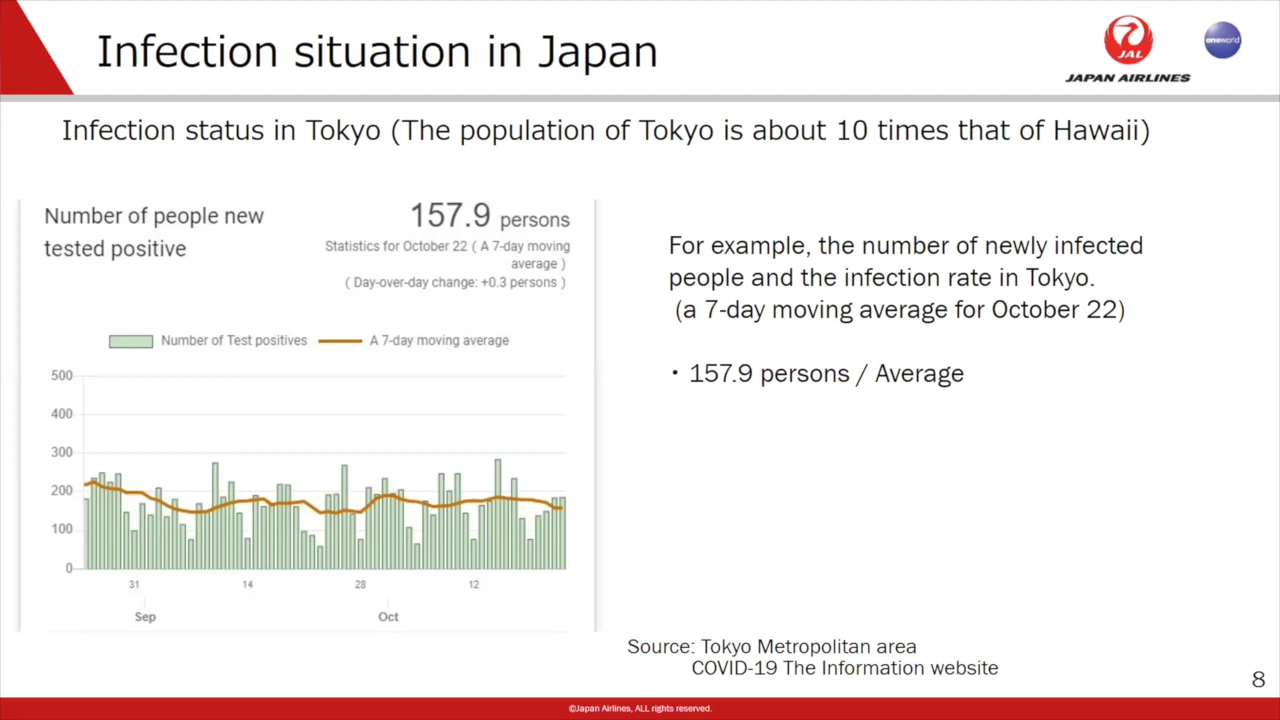 Infection situation in Japan
JAL
JAPAN AIRLINES
oneworld
Infection status in Tokyo (The population of Tokyo is about 10 times that of Hawaii)
Number of people new
tested positive
157.9 persons
Statistics for October 22 ( A 7-day moving
average )
( Day-over-day change: +0.3 persons )
Number of Test positives
A 7-day moving average
500
400
300
200
100
0
31
14
28
12
Sep
Oct
For example, the number of newly infected
people and the infection rate in Tokyo.
(a 7-day moving average for October 22)
・157.9 persons / Average
Source: Tokyo Metropolitan area
COVID-19 The Information website
8
©Japan Airlines, ALL rights reserved.